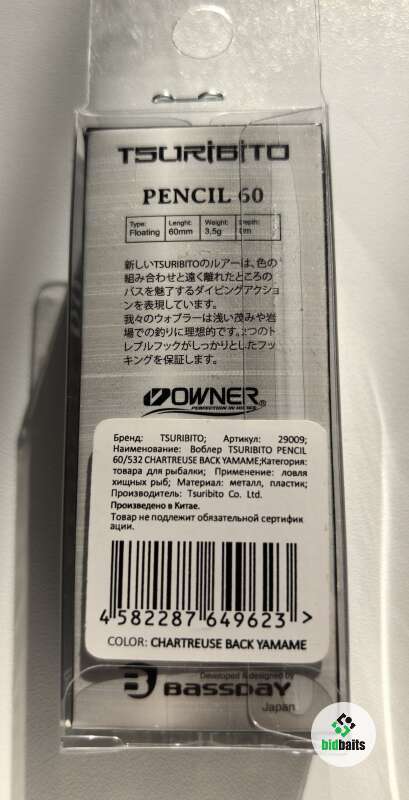 TSURIBITO
PENCIL 60
Type: Lenght: Weight: Depth:
Floating 60mm 3,5g
新しいTSURIBITOのルアーは、色の
組み合わせと遠く離れたところの
バスを魅了するダイビングアクショ
ンを表現しています。
我々のウォブラーは浅い茂みや岩
場での釣りに理想的です。2つのト
レブルフックがしっかりとしたフッ
キングを保証します。
OWNER®
PERFECTION IN HOOKS
Бренд: TSURIBITO; Артикул: 29009;
Наименование: Воблер TSURIBITO PENCIL
60/532 CHARTREUSE BACK YAMAME;Категория:
товара для рыбалки; Применение: ловля
хищных рыб; Материал: металл, пластик;
Производитель: Tsuribito Co. Ltd.
Произведено в Китае.
Товар не подлежит обязательной сертифик
ации.
4 582287 649623 >
COLOR: CHARTREUSE BACK YAMAME
Developed & designed by
BASSDAY
Japan
bidbaits